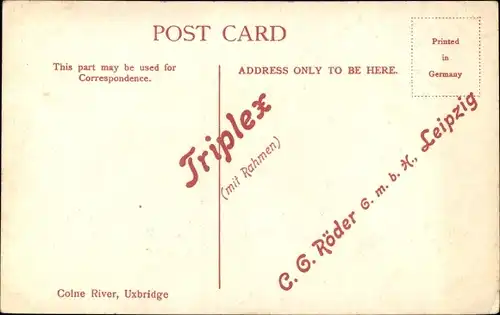 POST CARD
Printed
in
Germany
This part may be used for
Correspondence.
ADDRESS ONLY TO BE HERE.
Triplex
(mit Rahmen)
C. G. Röder G. m. b. H., Leipzig
Colne River, Uxbridge